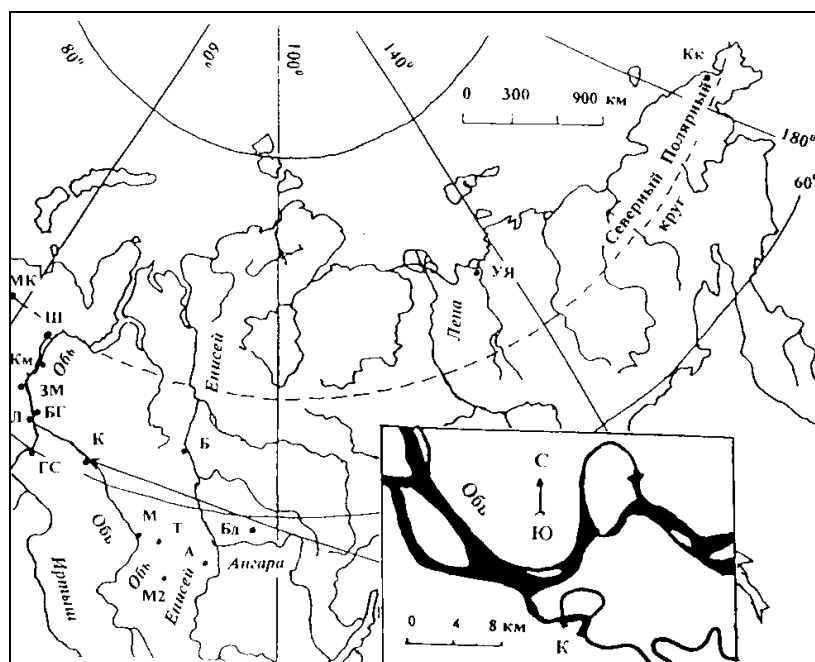 80°
60°
100°
140°
Кк
0 300 900 км
180°
60°
Северный Полярный
круг
МК
Ш
УЯ
Лена
Енисей
Обь
Км
ЗМ
Л
БГ
К
Б
ГС
С
Обь
Ю
Обь
М
Т
Бл
А
Ангара
Обь
М2
Енисей
Иртыш
0 4 8 км
К